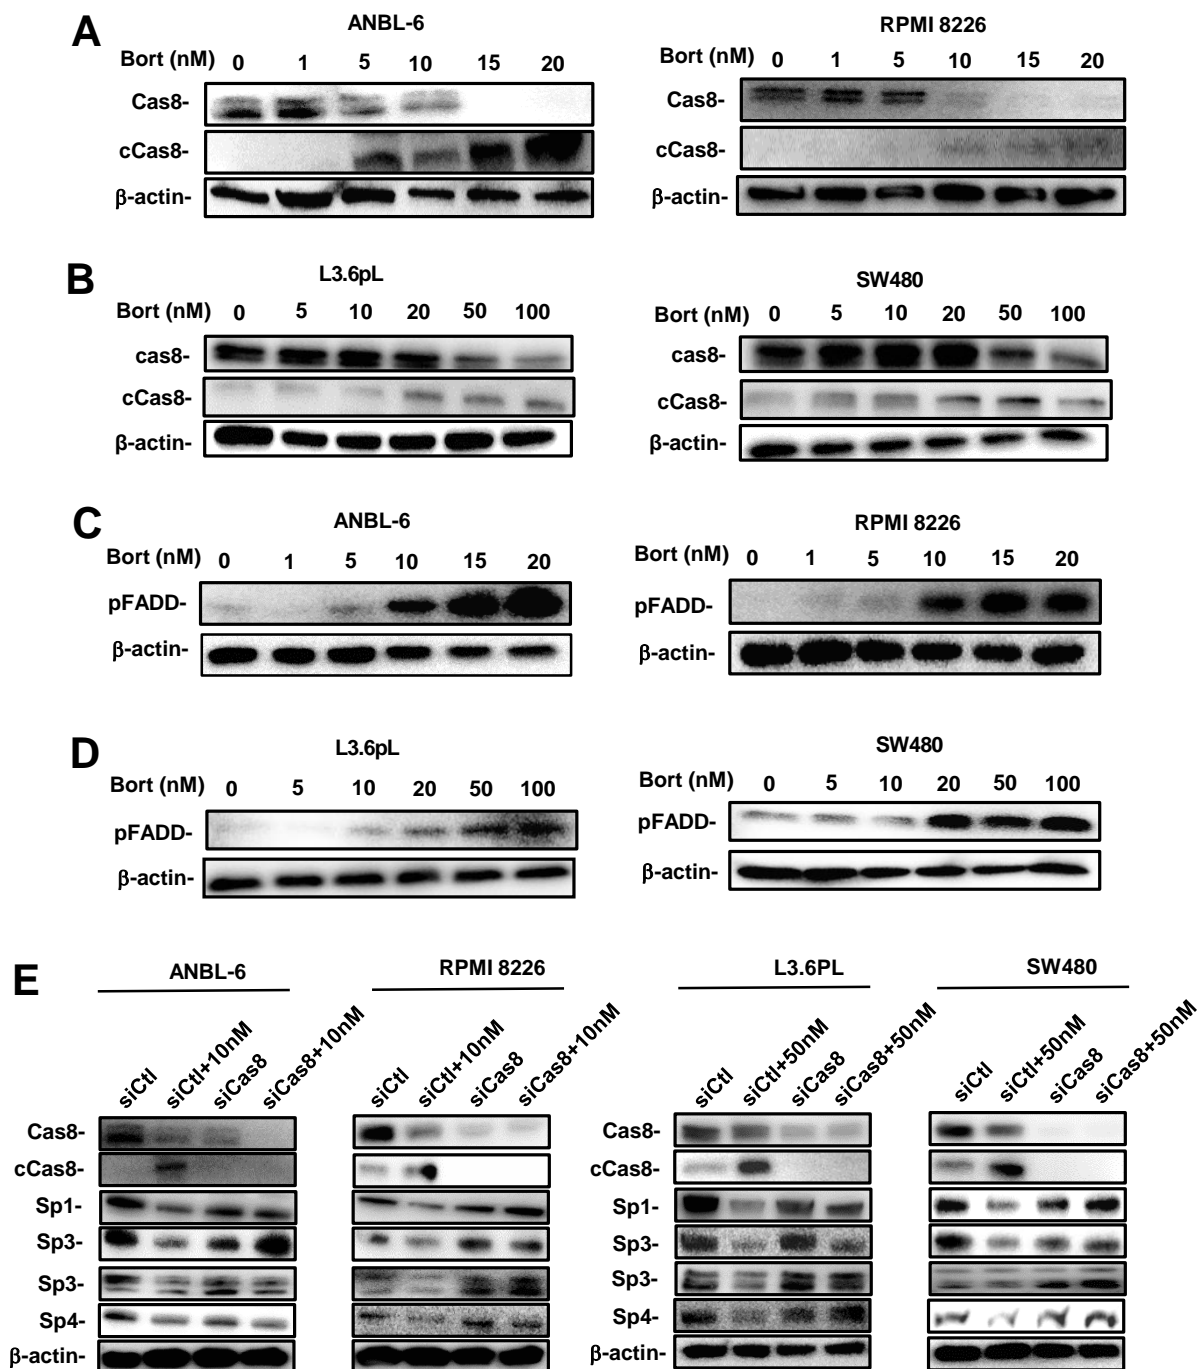 A
ANBL-6
Bort (nM) 0 1 5 10 15 20
Cas8-
cCas8-
β-actin-
RPMI 8226
Bort (nM) 0 1 5 10 15 20
Cas8-
cCas8-
β-actin-
B
L3.6pL
Bort (nM) 0 5 10 20 50 100
cas8-
cCas8-
β-actin-
SW480
Bort (nM) 0 5 10 20 50 100
cas8-
cCas8-
β-actin-
C
ANBL-6
Bort (nM) 0 1 5 10 15 20
pFADD-
β-actin-
RPMI 8226
Bort (nM) 0 1 5 10 15 20
pFADD-
β-actin-
D
L3.6pL
Bort (nM) 0 5 10 20 50 100
pFADD-
β-actin-
SW480
Bort (nM) 0 5 10 20 50 100
pFADD-
β-actin-
E
ANBL-6
siCtl siCtl+10nM siCas8 siCas8+10nM
RPMI 8226
siCtl siCtl+10nM siCas8 siCas8+10nM
Cas8-
cCas8-
Sp1-
Sp3-
Sp3-
Sp4-
β-actin-
L3.6PL
siCtl siCtl+50nM siCas8 siCas8+50nM
SW480
siCtl siCtl+50nM siCas8 siCas8+50nM
Cas8-
cCas8-
Sp1-
Sp3-
Sp3-
Sp4-
β-actin-